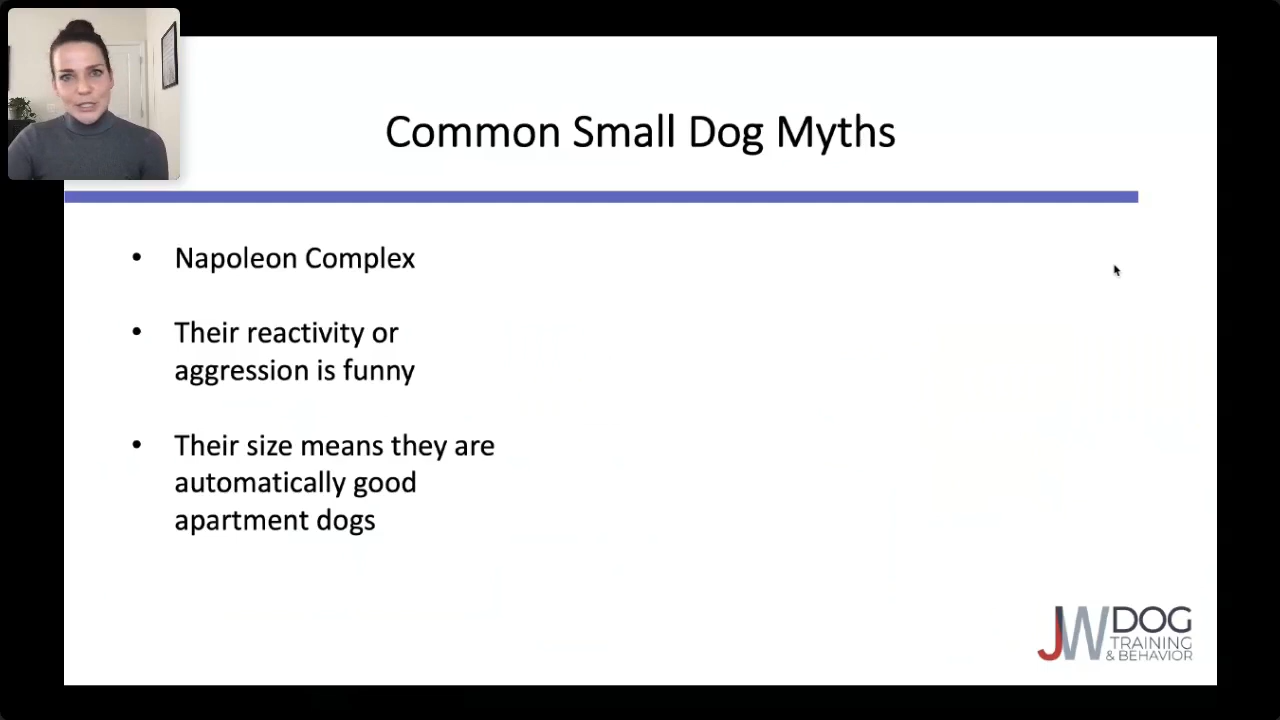 Common Small Dog Myths
• Napoleon Complex
• Their reactivity or
aggression is funny
• Their size means they are
automatically good
apartment dogs
JW DOG
TRAINING
& BEHAVIOR